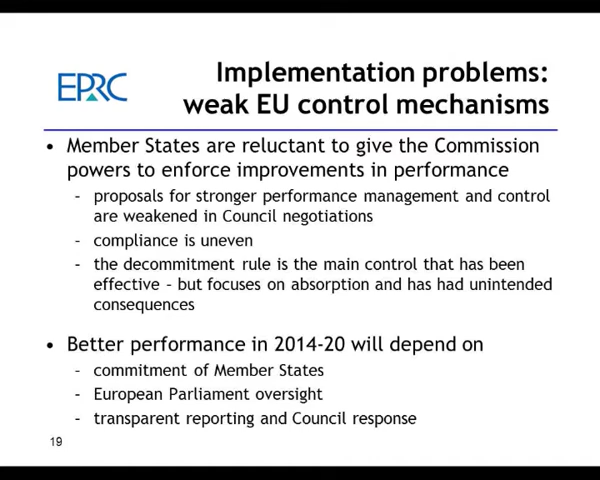 EPRC
Implementation problems:
weak EU control mechanisms
• Member States are reluctant to give the Commission
powers to enforce improvements in performance
- proposals for stronger performance management and control
are weakened in Council negotiations
- compliance is uneven
- the decommitment rule is the main control that has been
effective – but focuses on absorption and has had unintended
consequences
• Better performance in 2014-20 will depend on
- commitment of Member States
- European Parliament oversight
- transparent reporting and Council response
19